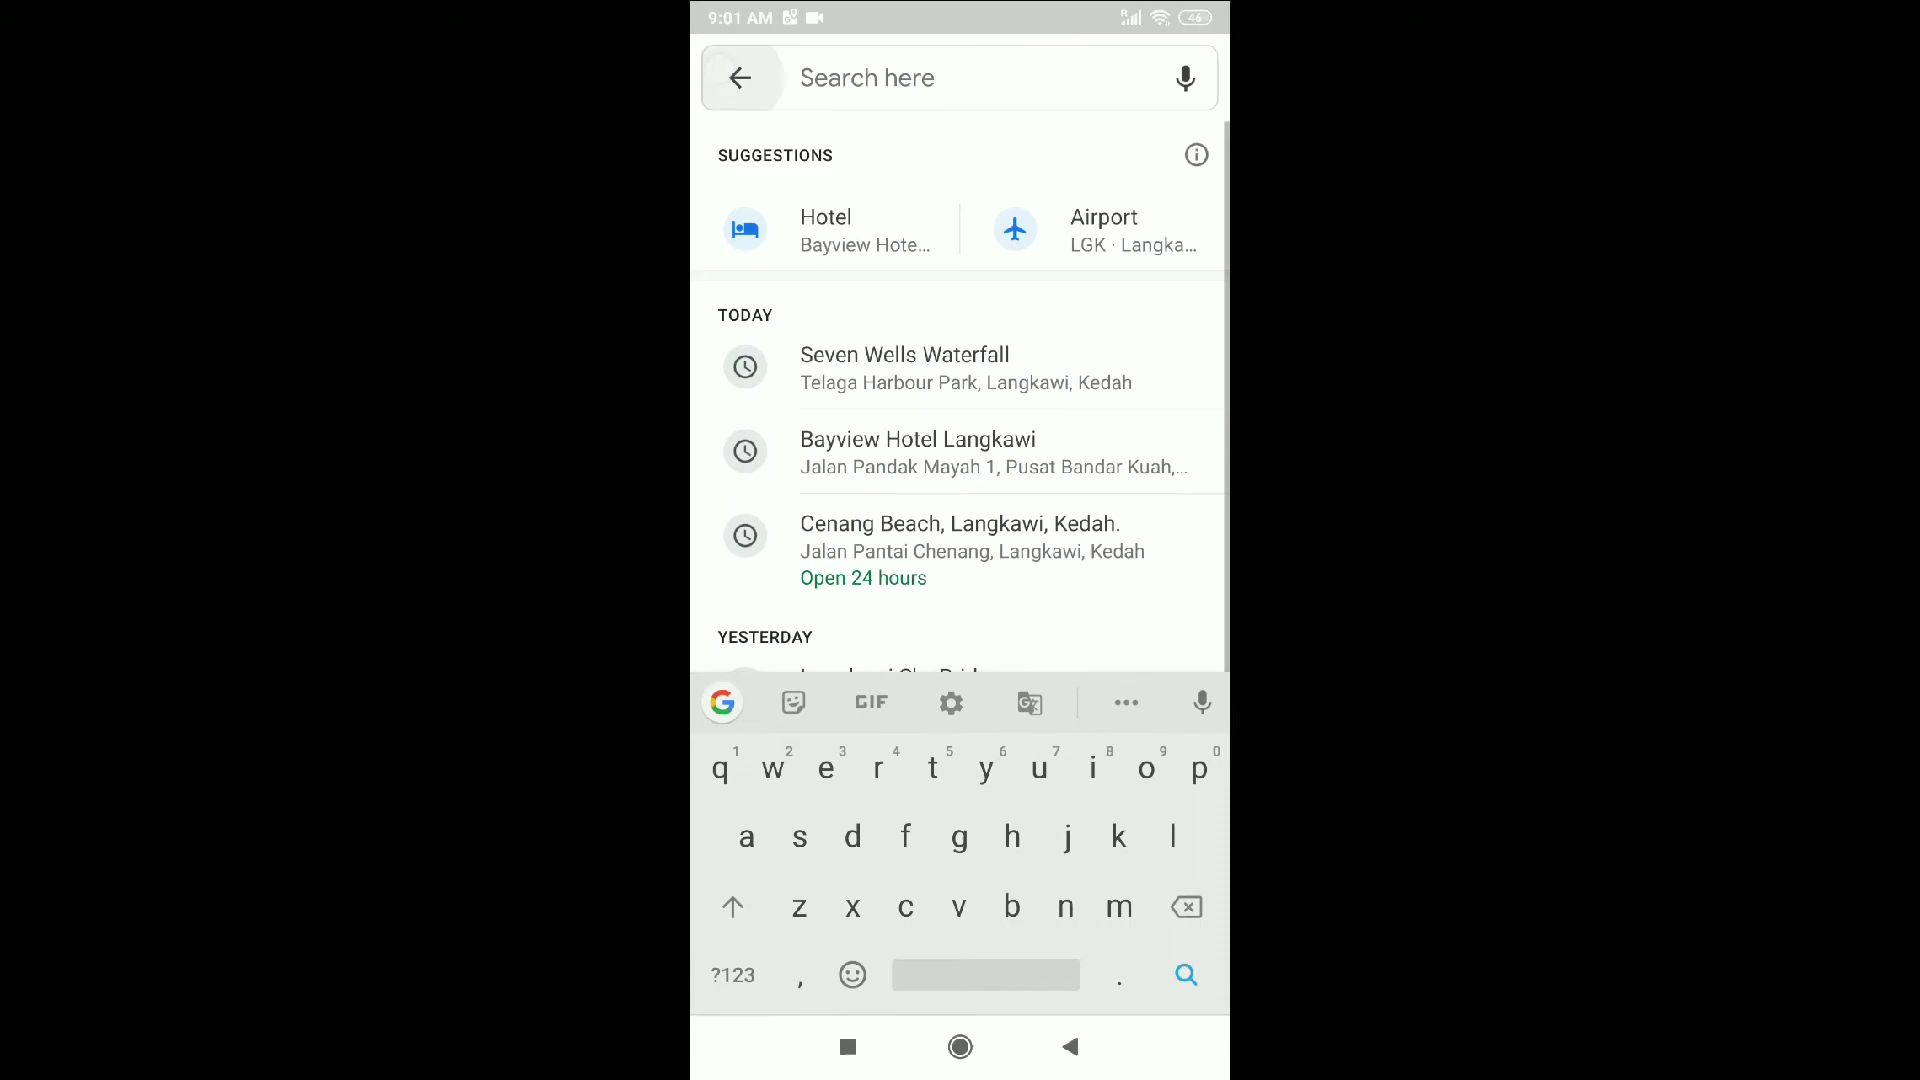 9:01 AM
R 46
Search here
SUGGESTIONS
Hotel
Bayview Hote...
Airport
LGK · Langka...
TODAY
Seven Wells Waterfall
Telaga Harbour Park, Langkawi, Kedah
Bayview Hotel Langkawi
Jalan Pandak Mayah 1, Pusat Bandar Kuah,...
Cenang Beach, Langkawi, Kedah.
Jalan Pantai Chenang, Langkawi, Kedah
Open 24 hours
YESTERDAY
G GIF
1 2 3 4 5 6 7 8 9 0
q w e r t y u i o p
a s d f g h j k l
z x c v b n m
?123 , .